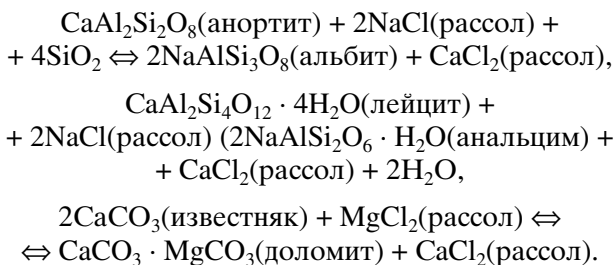 CaAl₂Si₂O₈(анортит) + 2NaCl(рассол) +
+ 4SiO₂ ⇔ 2NaAlSi₃O₈(альбит) + CaCl₂(рассол),
CaAl₂Si₄O₁₂ · 4H₂O(лейцит) +
+ 2NaCl(рассол) (2NaAlSi₂O₆ · H₂O(анальцим) +
+ CaCl₂(рассол) + 2H₂O,
2CaCO₃(известняк) + MgCl₂(рассол) ⇔
⇔ CaCO₃ · MgCO₃(доломит) + CaCl₂(рассол).